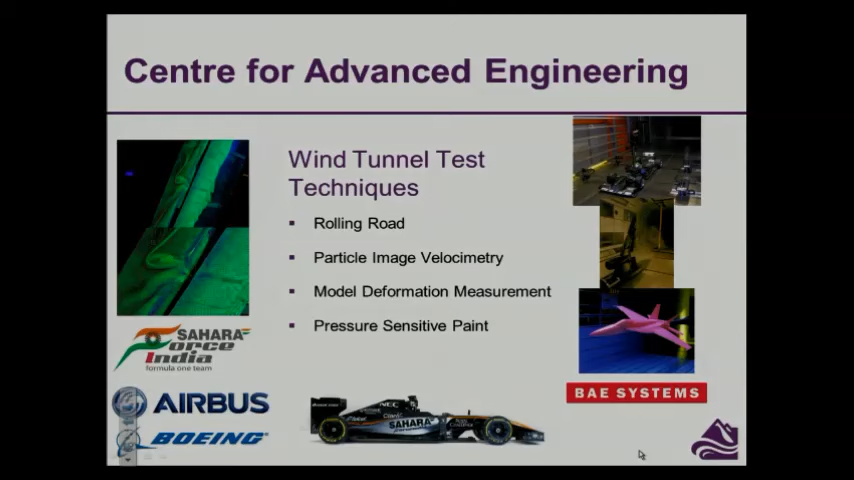 Centre for Advanced Engineering
Wind Tunnel Test
Techniques
Rolling Road
Particle Image Velocimetry
Model Deformation Measurement
Pressure Sensitive Paint
SAHARA
Force
India
formula one team
AIRBUS
BOEING
NEC
SAHARA
BAE SYSTEMS